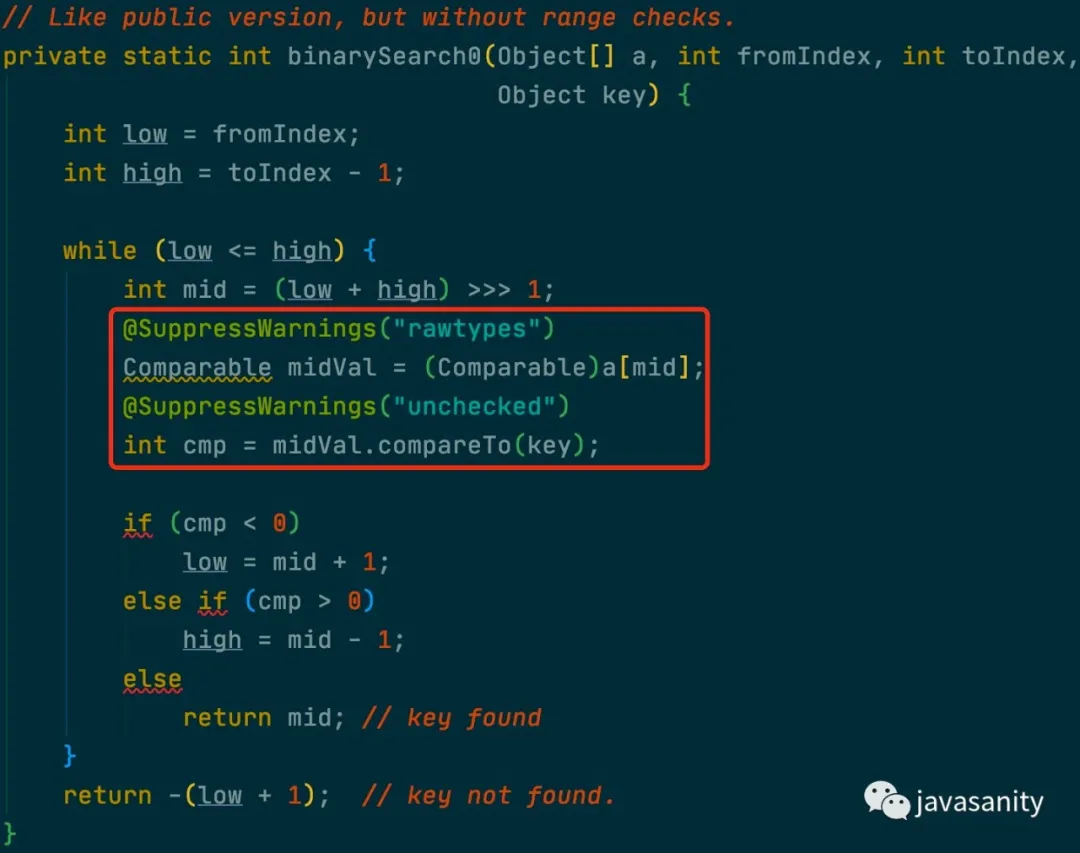 // Like public version, but without range checks.
private static int binarySearch0(Object[] a, int fromIndex, int toIndex,
                                 Object key) {
    int low = fromIndex;
    int high = toIndex - 1;

    while (low <= high) {
        int mid = (low + high) >>> 1;
        @SuppressWarnings("rawtypes")
        Comparable midVal = (Comparable)a[mid];
        @SuppressWarnings("unchecked")
        int cmp = midVal.compareTo(key);

        if (cmp < 0)
            low = mid + 1;
        else if (cmp > 0)
            high = mid - 1;
        else
            return mid; // key found
    }
    return -(low + 1);  // key not found.
}
javasanity